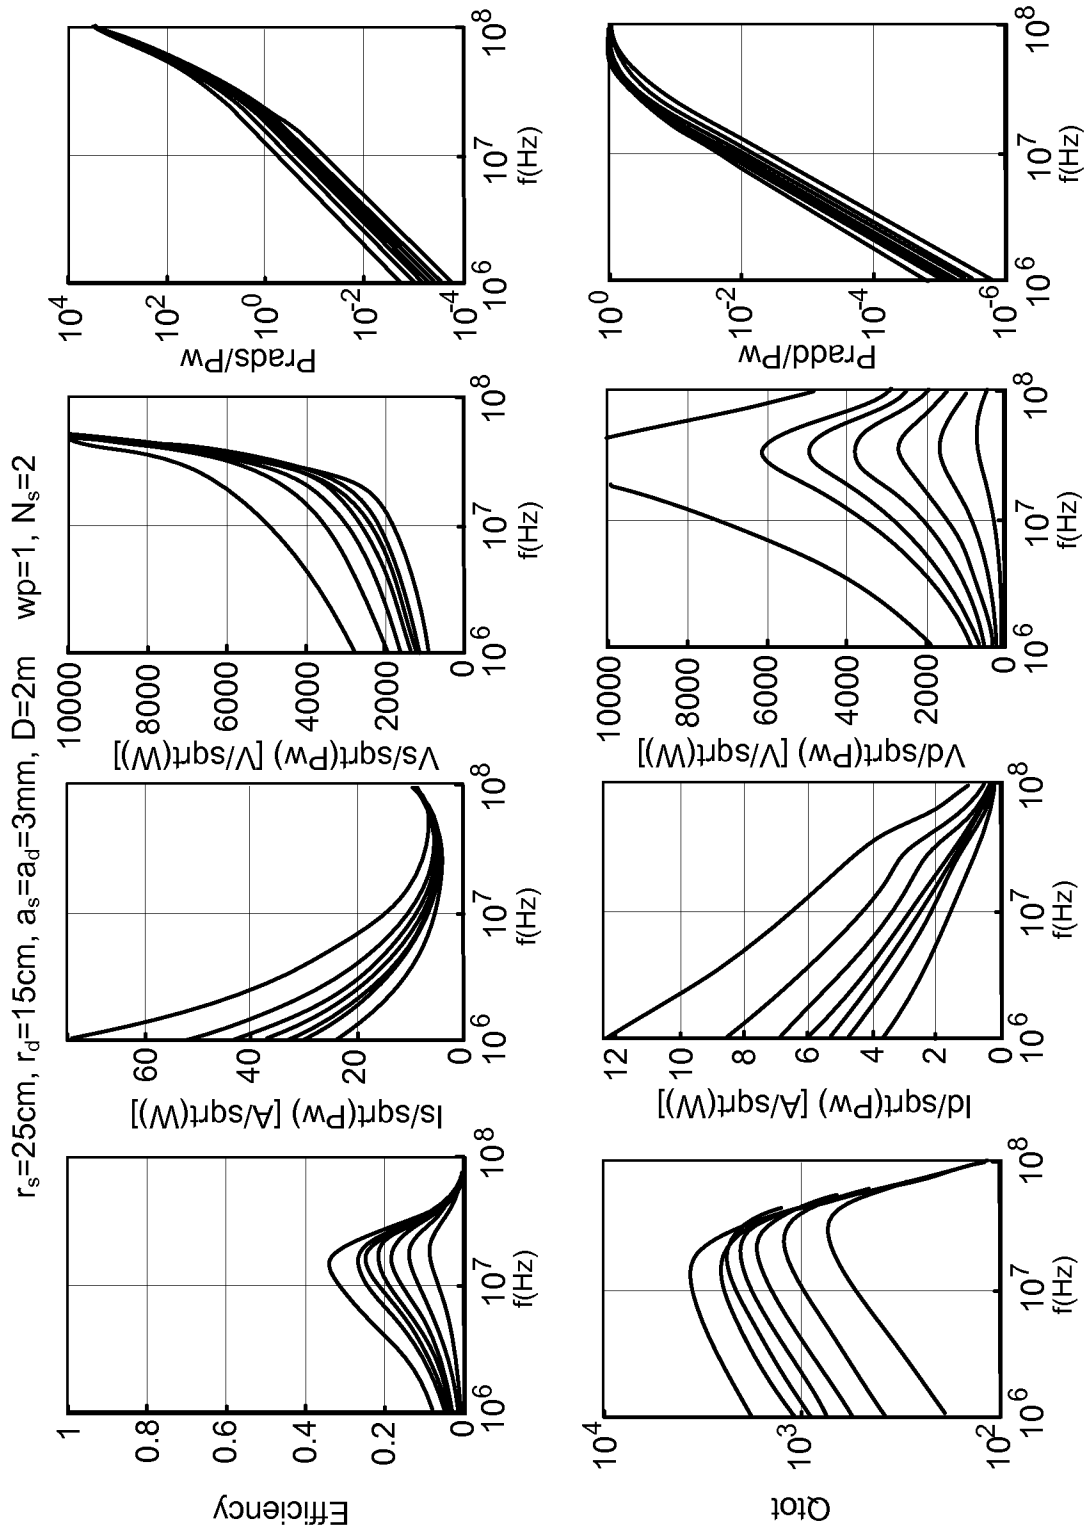 r_s=25cm, r_d=15cm, a_s=a_d=3mm, D=2m wp=1, N_s=2
Efficiency
1
0.8
0.6
0.4
0.2
0
10^6 10^7 10^8
f(Hz)
Is/sqrt(Pw) [A/sqrt(W)]
60
40
20
0
10^6 10^7 10^8
f(Hz)
Vs/sqrt(Pw) [V/sqrt(W)]
10000
8000
6000
4000
2000
0
10^6 10^7 10^8
f(Hz)
Prads/Pw
10^4
10^2
10^0
10^-2
10^-4
10^6 10^7 10^8
f(Hz)
Qtot
10^4
10^3
10^2
10^6 10^7 10^8
f(Hz)
Id/sqrt(Pw) [A/sqrt(W)]
12
10
8
6
4
2
0
10^6 10^7 10^8
f(Hz)
Vd/sqrt(Pw) [V/sqrt(W)]
10000
8000
6000
4000
2000
0
10^6 10^7 10^8
f(Hz)
Pradd/Pw
10^0
10^-2
10^-4
10^-6
10^6 10^7 10^8
f(Hz)